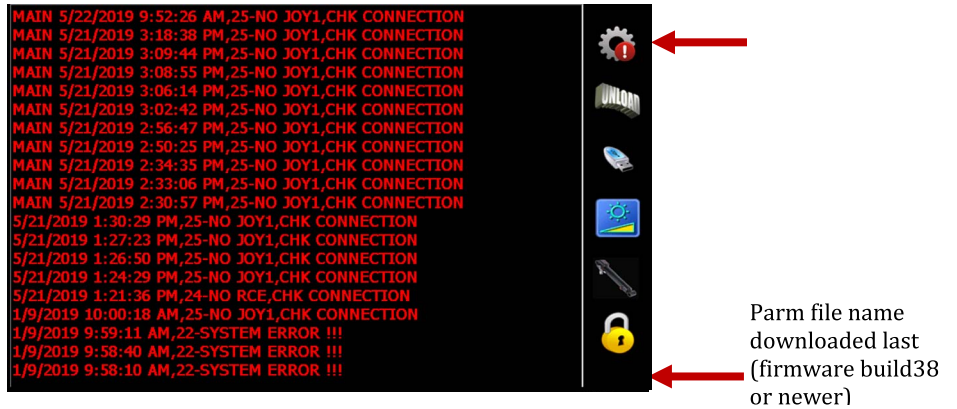 MAIN 5/22/2019 9:52:26 AM,25-NO JOY1,CHK CONNECTION
MAIN 5/21/2019 3:18:38 PM,25-NO JOY1,CHK CONNECTION
MAIN 5/21/2019 3:09:44 PM,25-NO JOY1,CHK CONNECTION
MAIN 5/21/2019 3:08:55 PM,25-NO JOY1,CHK CONNECTION
MAIN 5/21/2019 3:06:14 PM,25-NO JOY1,CHK CONNECTION
MAIN 5/21/2019 3:02:42 PM,25-NO JOY1,CHK CONNECTION
MAIN 5/21/2019 2:56:47 PM,25-NO JOY1,CHK CONNECTION
MAIN 5/21/2019 2:50:25 PM,25-NO JOY1,CHK CONNECTION
MAIN 5/21/2019 2:34:35 PM,25-NO JOY1,CHK CONNECTION
MAIN 5/21/2019 2:33:06 PM,25-NO JOY1,CHK CONNECTION
MAIN 5/21/2019 2:30:57 PM,25-NO JOY1,CHK CONNECTION
5/21/2019 1:30:29 PM,25-NO JOY1,CHK CONNECTION
5/21/2019 1:27:23 PM,25-NO JOY1,CHK CONNECTION
5/21/2019 1:26:50 PM,25-NO JOY1,CHK CONNECTION
5/21/2019 1:24:29 PM,25-NO JOY1,CHK CONNECTION
5/21/2019 1:21:36 PM,24-NO RCE,CHK CONNECTION
1/9/2019 10:00:18 AM,25-NO JOY1,CHK CONNECTION
1/9/2019 9:59:11 AM,22-SYSTEM ERROR !!!
1/9/2019 9:58:40 AM,22-SYSTEM ERROR !!!
1/9/2019 9:58:10 AM,22-SYSTEM ERROR !!!
UNLOAD
Parm file name
downloaded last
(firmware build38
or newer)